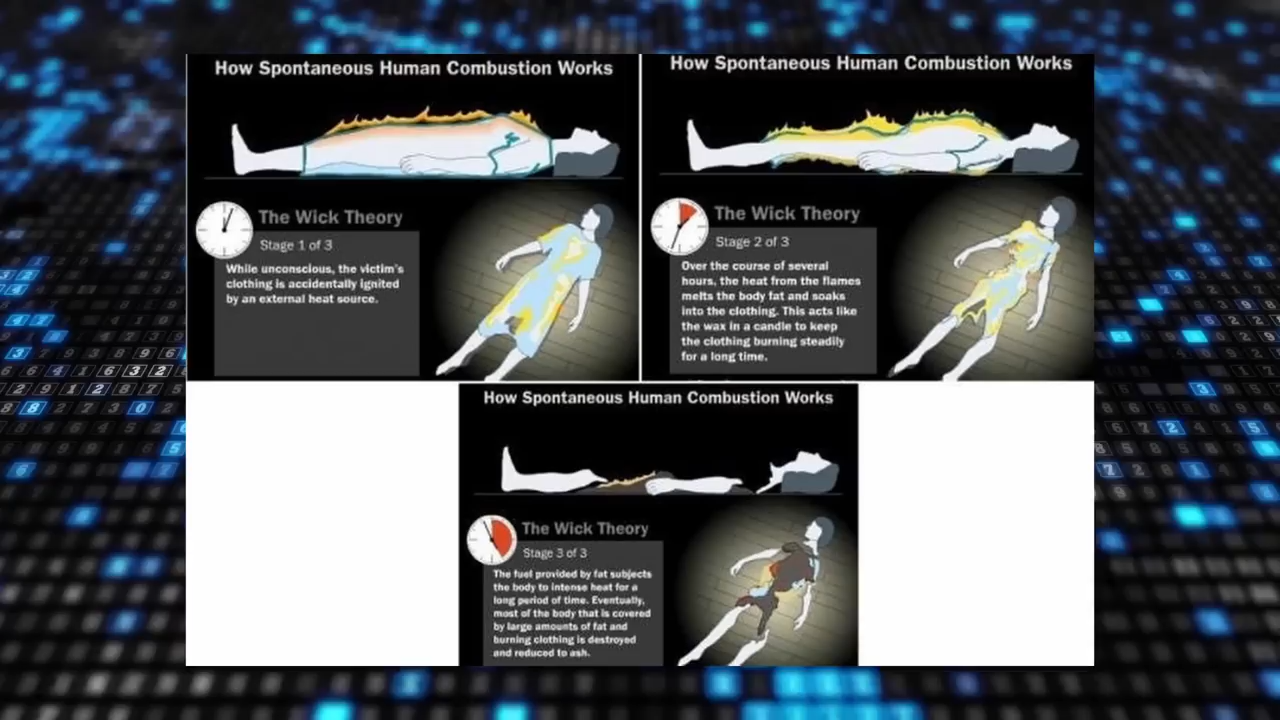 How Spontaneous Human Combustion Works
The Wick Theory
Stage 1 of 3
While unconscious, the victim's
clothing is accidentally ignited
by an external heat source.
How Spontaneous Human Combustion Works
The Wick Theory
Stage 2 of 3
Over the course of several
hours, the heat from the flames
melts the body fat and soaks
into the clothing. This acts like
the wax in a candle to keep
the clothing burning steadily
for a long time.
How Spontaneous Human Combustion Works
The Wick Theory
Stage 3 of 3
The fuel provided by fat subjects
the body to intense heat for a
long period of time. Eventually,
most of the body that is covered
by large amounts of fat and
burning clothing is destroyed
and reduced to ash.